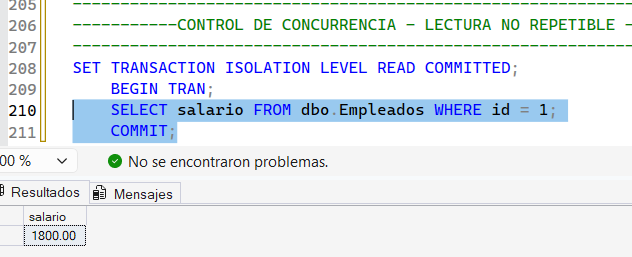 205 ------------------------------------------------------------
206 ------------CONTROL DE CONCURRENCIA - LECTURA NO REPETIBLE -
207 ------------------------------------------------------------
208 SET TRANSACTION ISOLATION LEVEL READ COMMITTED;
209 BEGIN TRAN;
210 SELECT salario FROM dbo.Empleados WHERE id = 1;
211 COMMIT;
00 % No se encontraron problemas.
Resultados Mensajes
salario
1800.00